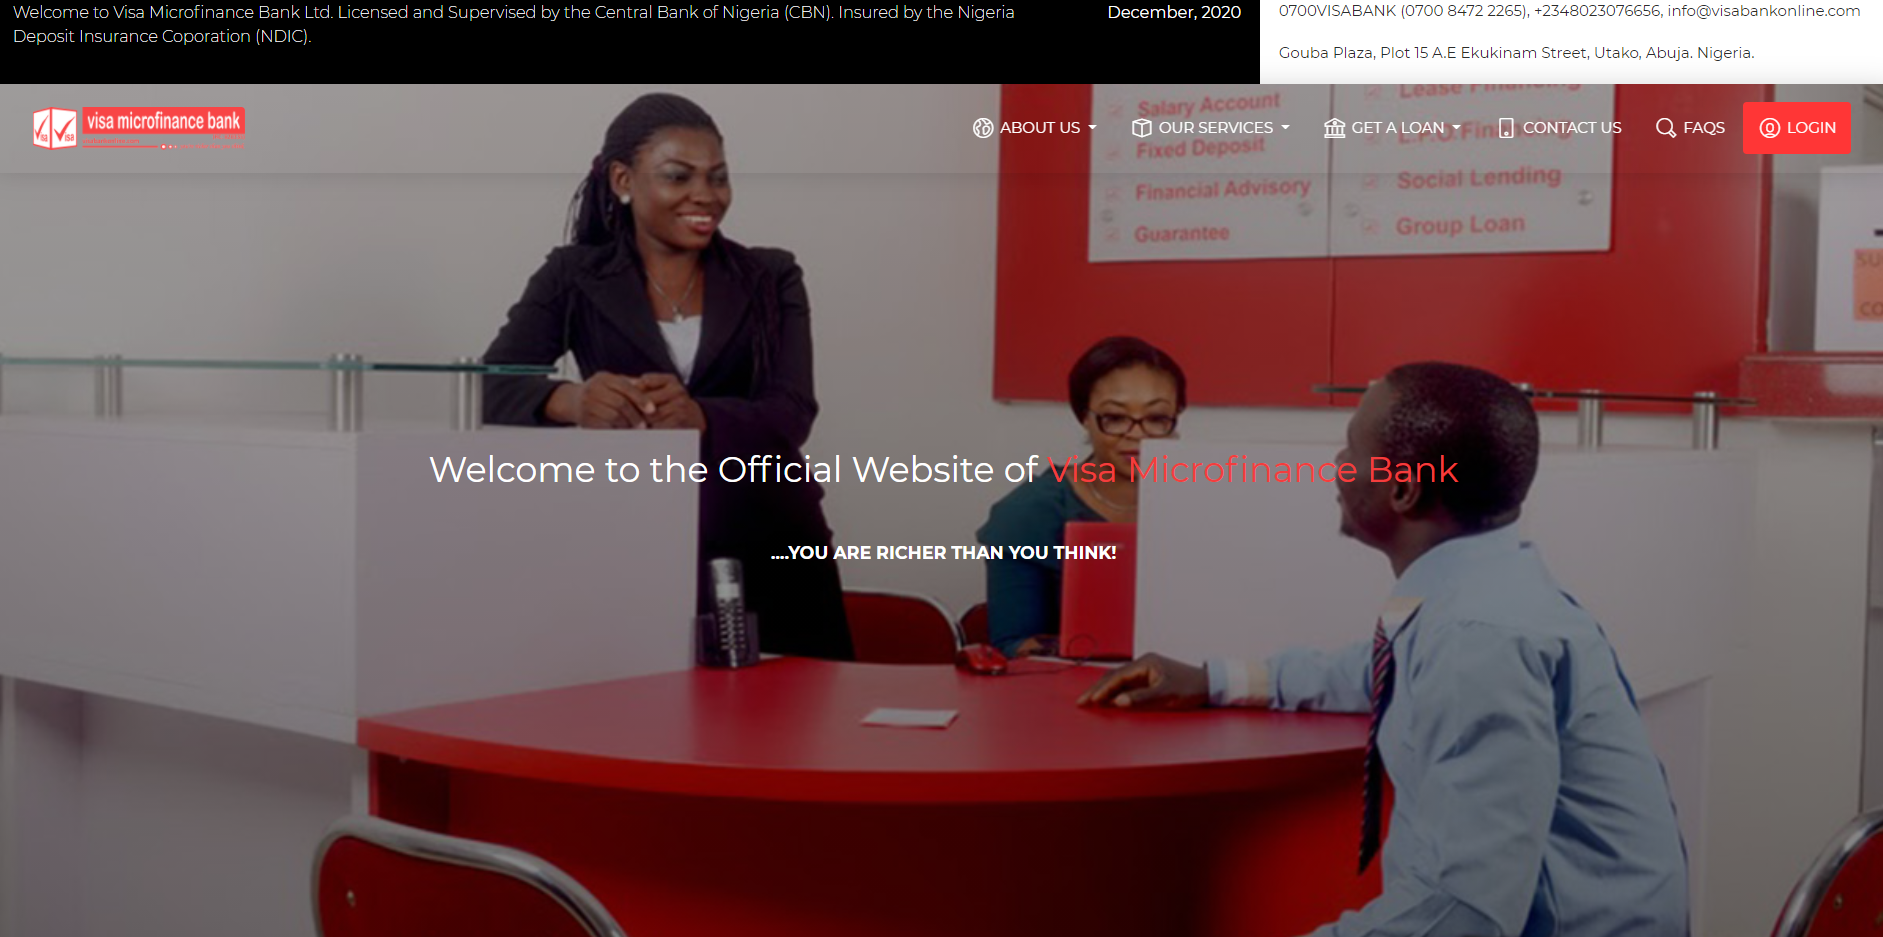 Welcome to Visa Microfinance Bank Ltd. Licensed and Supervised by the Central Bank of Nigeria (CBN). Insured by the Nigeria
Deposit Insurance Coporation (NDIC).
December, 2020
0700VISABANK (0700 8472 2265), +2348023076656, info@visabankonline.com
Gouba Plaza, Plot 15 A.E Ekukinam Street, Utako, Abuja. Nigeria.
visa microfinance bank
ABOUT US
OUR SERVICES
GET A LOAN
CONTACT US
FAQS
LOGIN
Salary Account
Fixed Deposit
Financial Advisory
Guarantee
Lease Financing
L.P.O Financing
Social Lending
Group Loan
Welcome to the Official Website of Visa Microfinance Bank
....YOU ARE RICHER THAN YOU THINK!